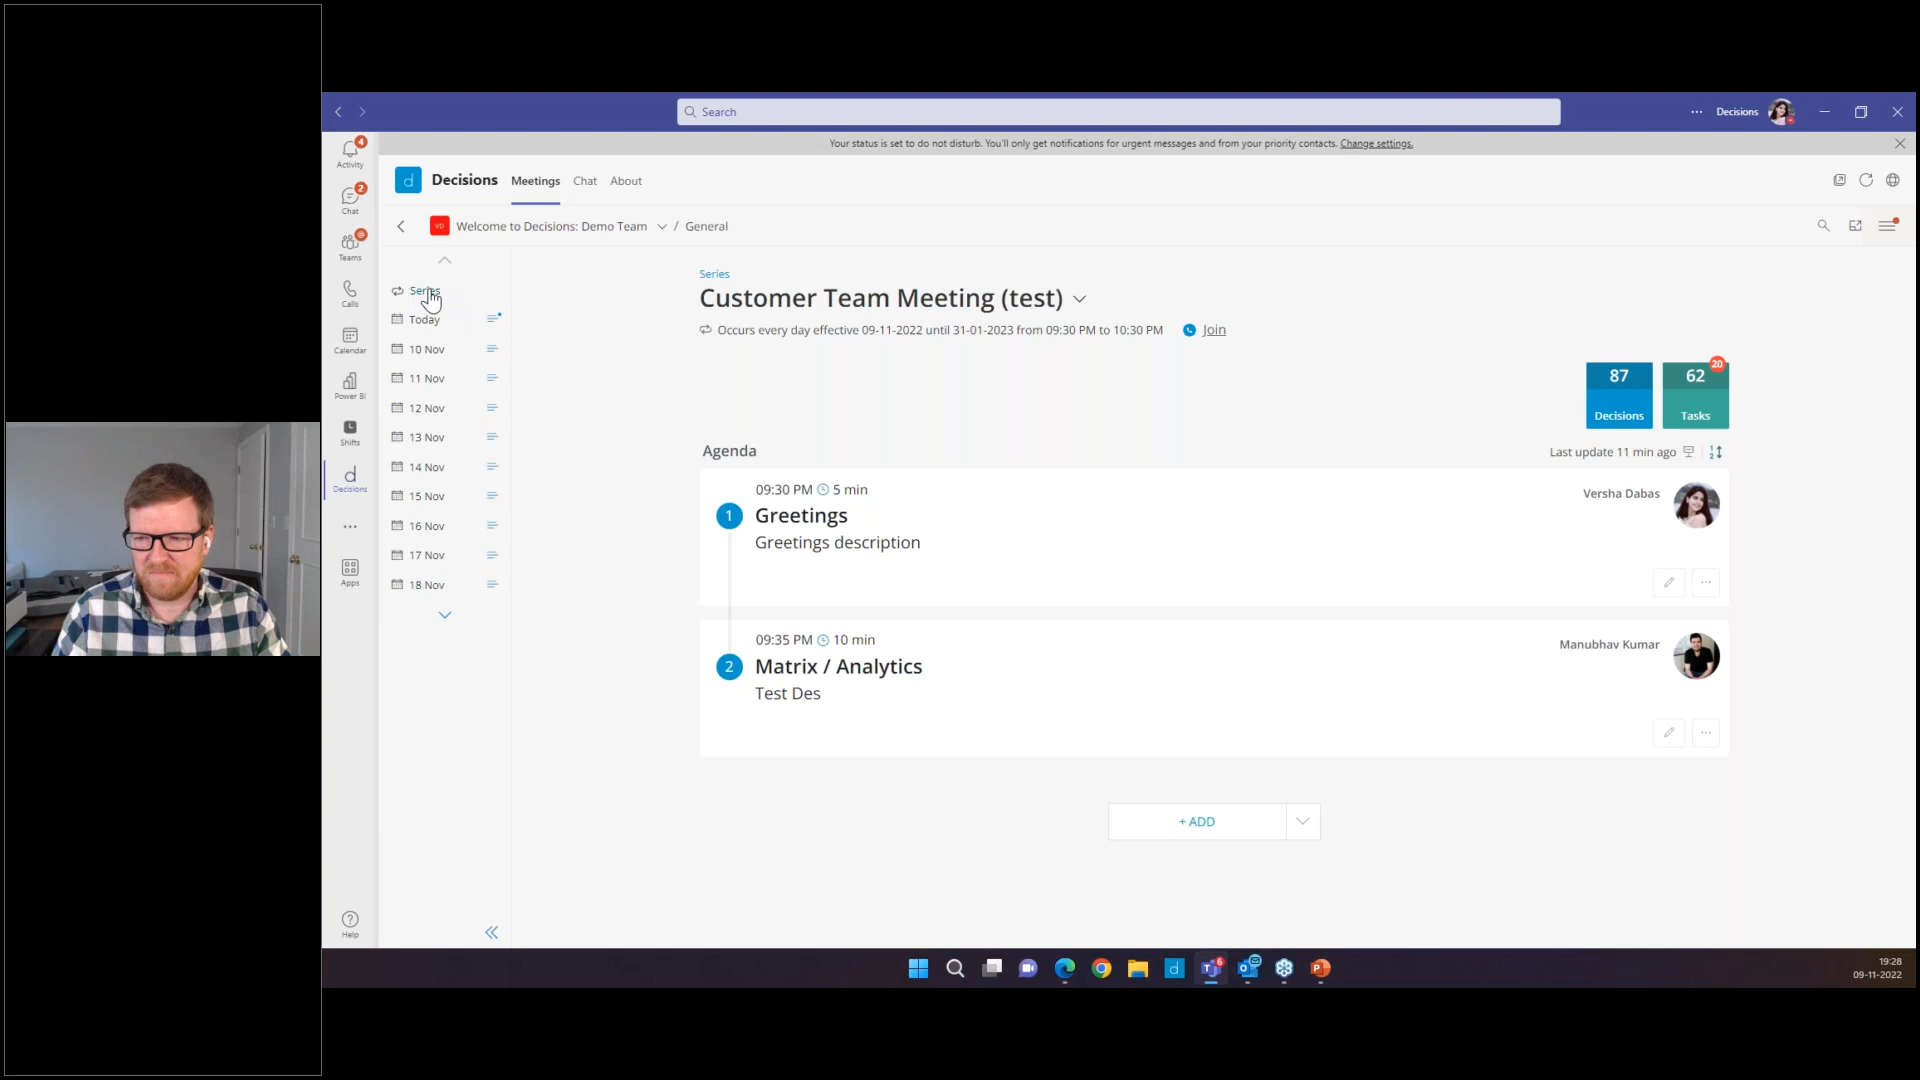 Search
Decisions
Your status is set to do not disturb. You'll only get notifications for urgent messages and from your priority contacts. Change settings.
4
Activity
2
Chat
@
Teams
Calls
Calendar
Power BI
Shifts
d
Decisions
Apps
Help
d Decisions Meetings Chat About
VD Welcome to Decisions: Demo Team / General
Series
Today
10 Nov
11 Nov
12 Nov
13 Nov
14 Nov
15 Nov
16 Nov
17 Nov
18 Nov
Series
Customer Team Meeting (test)
Occurs every day effective 09-11-2022 until 31-01-2023 from 09:30 PM to 10:30 PM Join
87
Decisions
20
62
Tasks
Agenda
Last update 11 min ago
09:30 PM 5 min
Versha Dabas
1 Greetings
Greetings description
09:35 PM 10 min
Manubhav Kumar
2 Matrix / Analytics
Test Des
+ ADD
19:28
09-11-2022